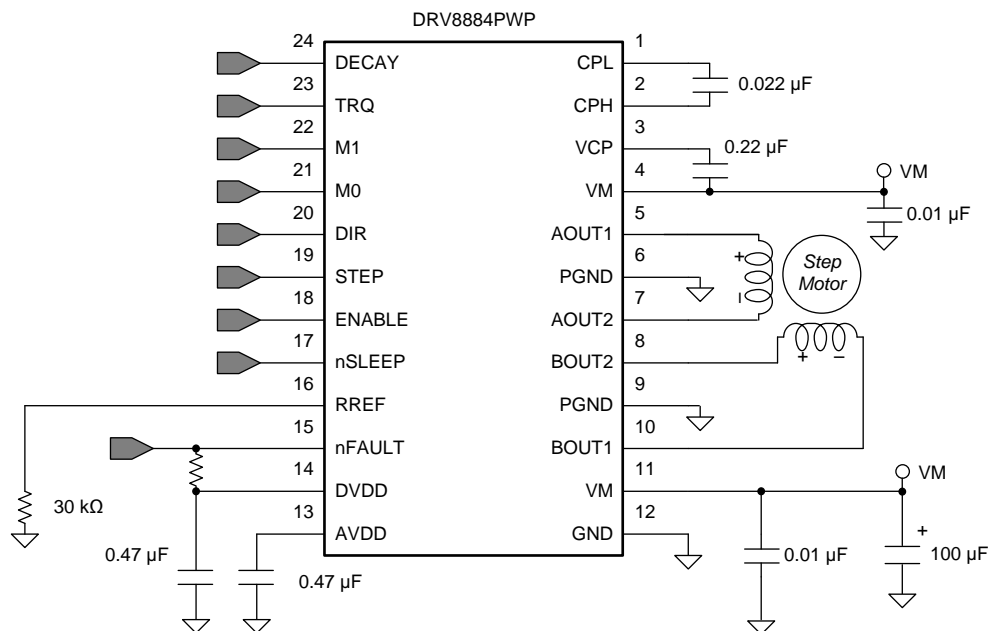 DRV8884PWP
24 DECAY CPL 1
23 TRQ CPH 2
0.022 µF
22 M1 VCP 3
0.22 µF
21 M0 VM 4
VM
0.01 µF
20 DIR AOUT1 5
19 STEP PGND 6
+
–
Step
Motor
18 ENABLE AOUT2 7
17 nSLEEP BOUT2 8
+ –
16 RREF PGND 9
15 nFAULT BOUT1 10
14 DVDD VM 11
VM
30 kΩ
13 AVDD GND 12
+
0.47 µF
0.47 µF
0.01 µF
100 µF